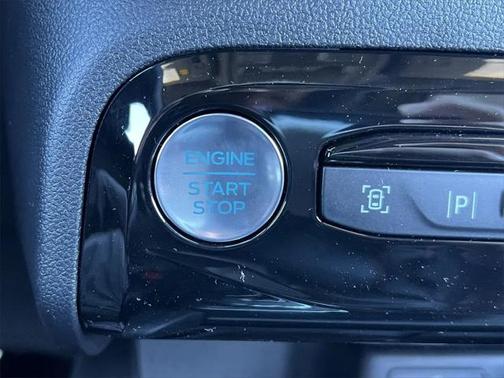 ENGINE
START
STOP
|P|